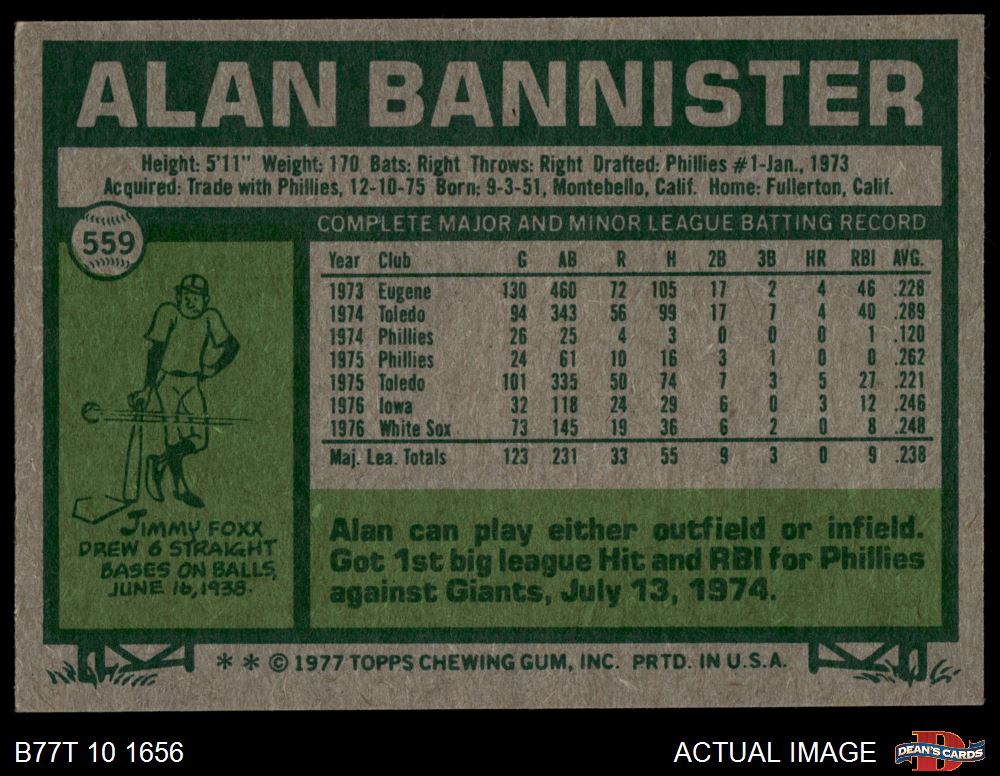 ALAN BANNISTER
Height: 5'11" Weight: 170 Bats: Right Throws: Right Drafted: Phillies #1-Jan., 1973
Acquired: Trade with Phillies, 12-10-75 Born: 9-3-51, Montebello, Calif. Home: Fullerton, Calif.
559
COMPLETE MAJOR AND MINOR LEAGUE BATTING RECORD
Year Club G AB R H 2B 3B HR RBI AVG.
1973 Eugene 130 460 72 105 17 2 4 46 .228
1974 Toledo 94 343 56 99 17 7 4 40 .289
1974 Phillies 26 25 4 3 0 0 0 1 .120
1975 Phillies 24 61 10 16 3 1 0 0 .262
1975 Toledo 101 335 50 74 7 3 5 27 .221
1976 Iowa 32 118 24 29 6 0 3 12 .246
1976 White Sox 73 145 19 36 6 2 0 8 .248
Maj. Lea. Totals 123 231 33 55 9 3 0 9 .238
JIMMY FOXX
DREW 6 STRAIGHT
BASES ON BALLS,
JUNE 16, 1938.
Alan can play either outfield or infield.
Got 1st big league Hit and RBI for Phillies
against Giants, July 13, 1974.
* * © 1977 TOPPS CHEWING GUM, INC. PRTD. IN U.S.A.
B77T 10 1656
ACTUAL IMAGE
DEAN'S CARDS